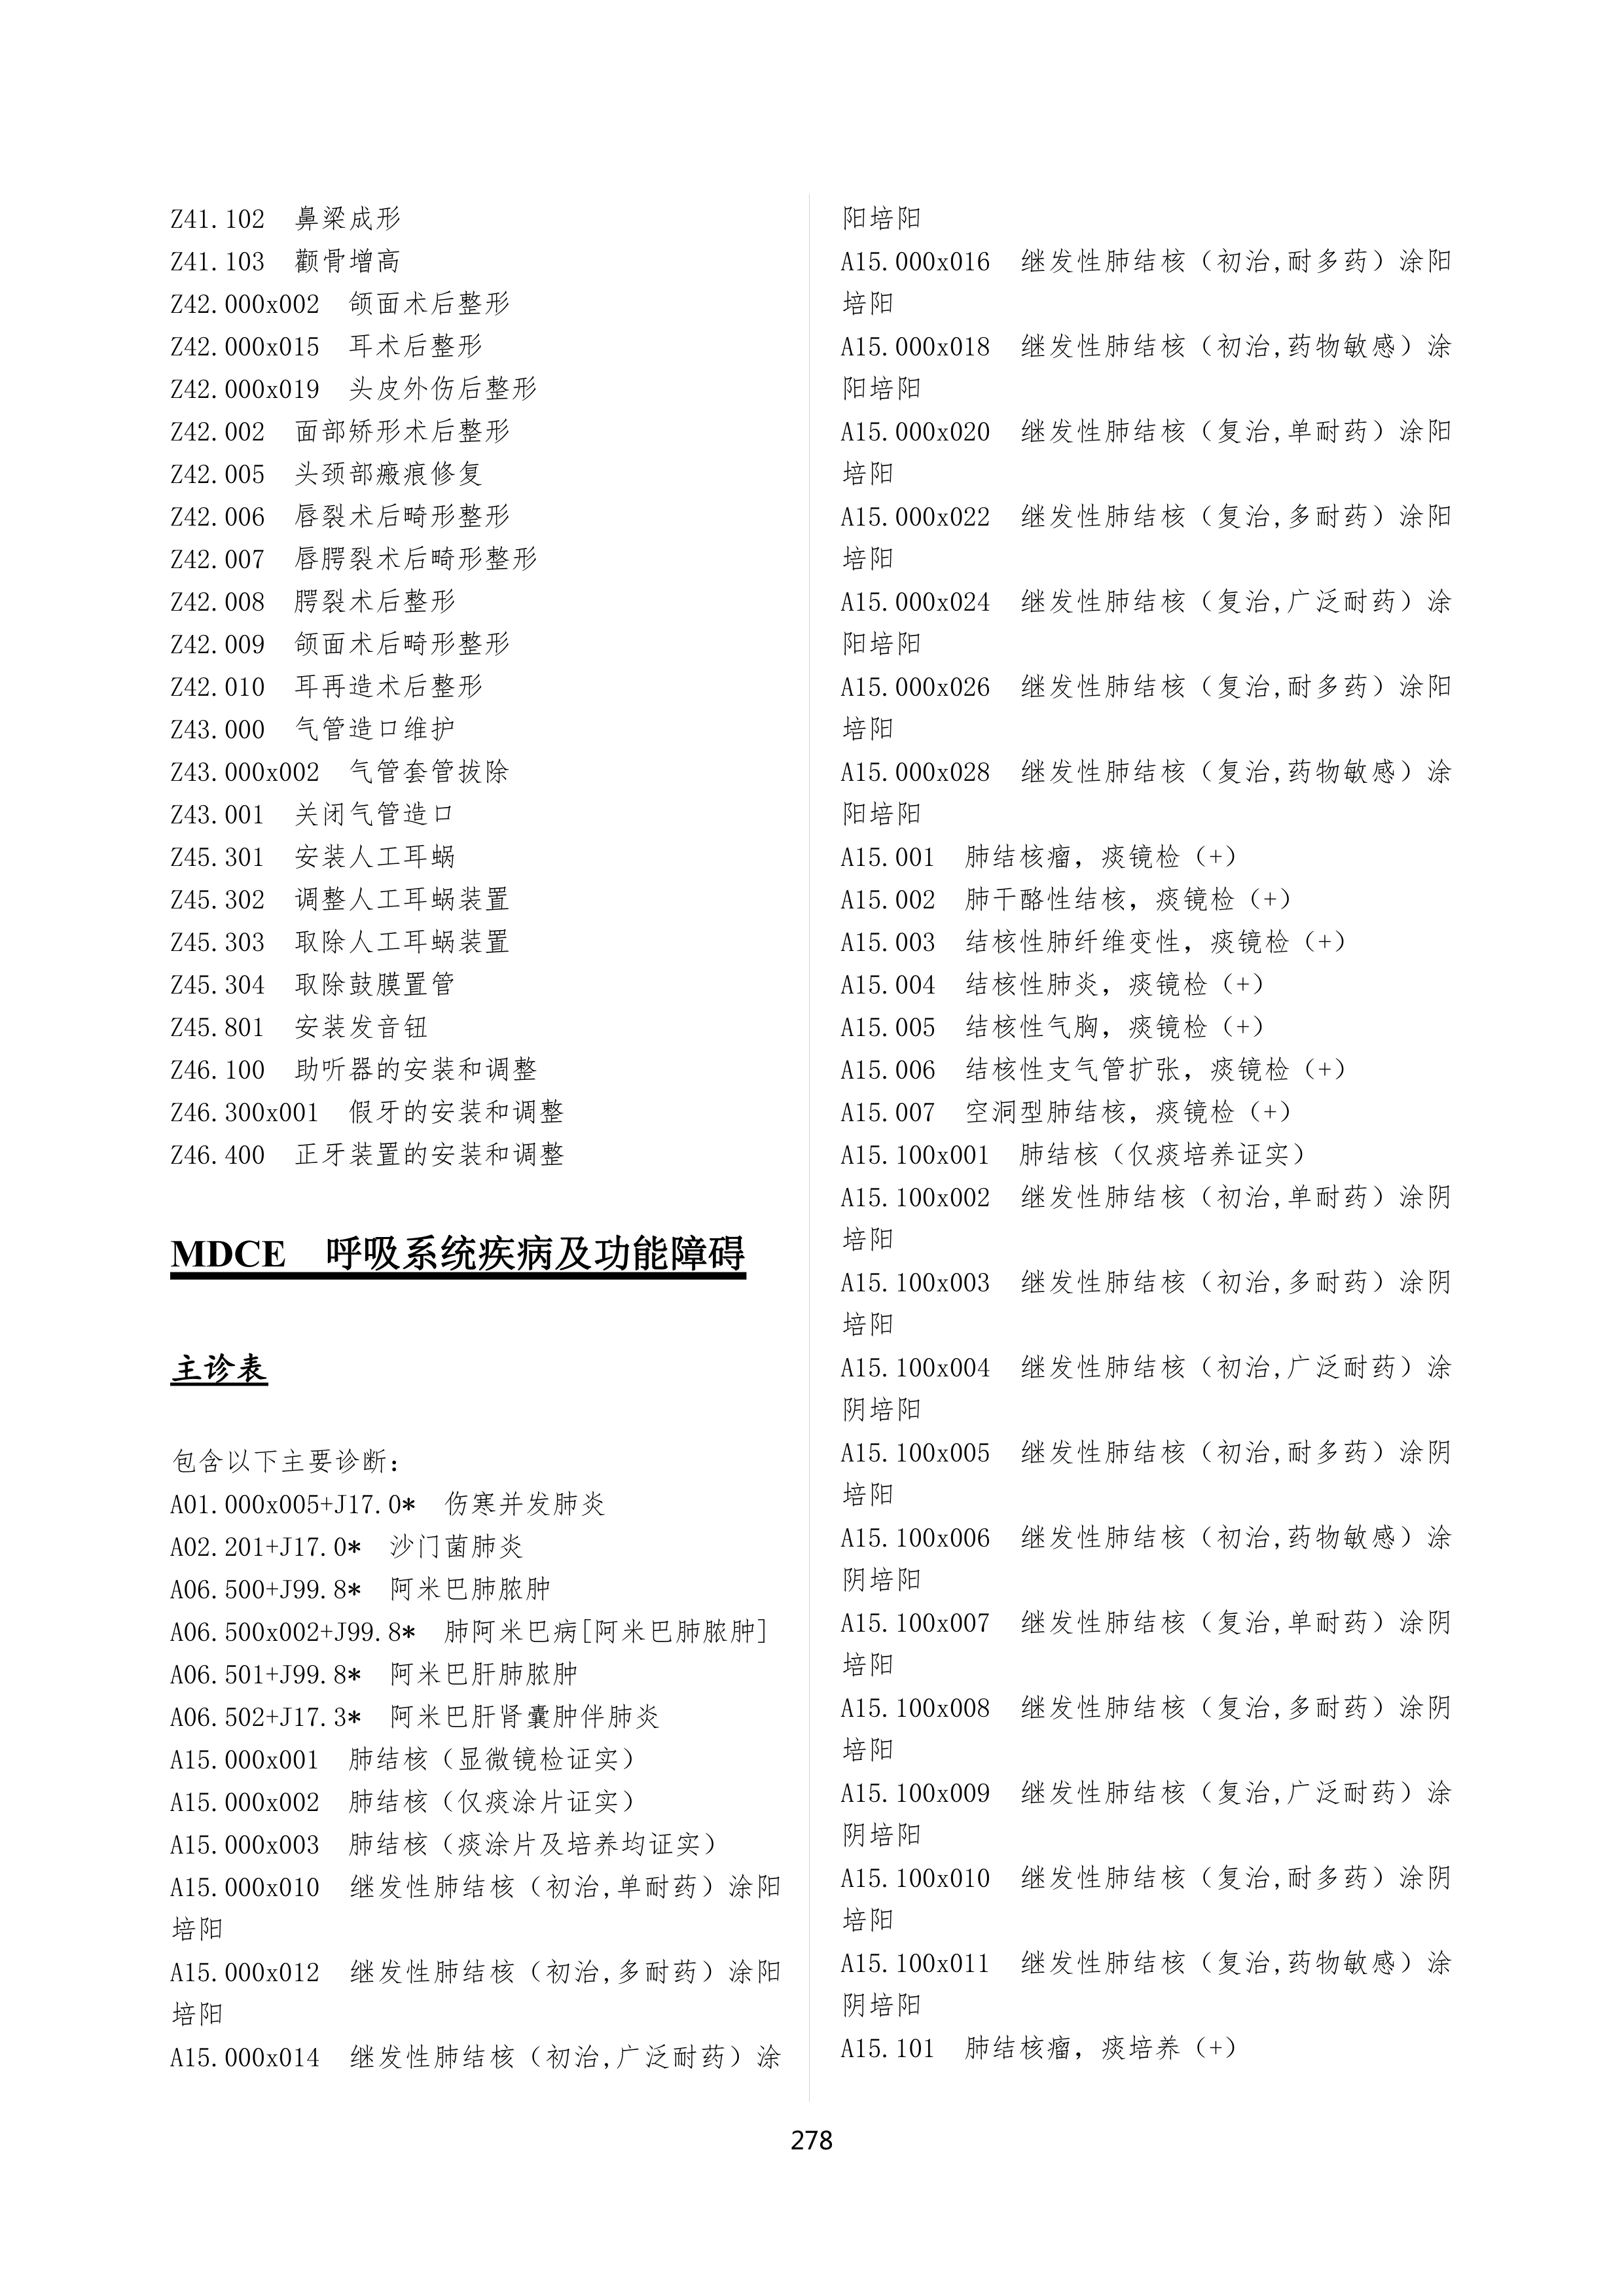 Z41.102 鼻梁成形
Z41.103 颧骨增高
Z42.000x002 颌面术后整形
Z42.000x015 耳术后整形
Z42.000x019 头皮外伤后整形
Z42.002 面部矫形术后整形
Z42.005 头颈部瘢痕修复
Z42.006 唇裂术后畸形整形
Z42.007 唇腭裂术后畸形整形
Z42.008 腭裂术后整形
Z42.009 颌面术后畸形整形
Z42.010 耳再造术后整形
Z43.000 气管造口维护
Z43.000x002 气管套管拔除
Z43.001 关闭气管造口
Z45.301 安装人工耳蜗
Z45.302 调整人工耳蜗装置
Z45.303 取除人工耳蜗装置
Z45.304 取除鼓膜置管
Z45.801 安装发音钮
Z46.100 助听器的安装和调整
Z46.300x001 假牙的安装和调整
Z46.400 正牙装置的安装和调整
MDCE 呼吸系统疾病及功能障碍
主诊表
包含以下主要诊断：
A01.000x005+J17.0* 伤寒并发肺炎
A02.201+J17.0* 沙门菌肺炎
A06.500+J99.8* 阿米巴肺脓肿
A06.500x002+J99.8* 肺阿米巴病[阿米巴肺脓肿]
A06.501+J99.8* 阿米巴肝肺脓肿
A06.502+J17.3* 阿米巴肝肾囊肿伴肺炎
A15.000x001 肺结核（显微镜检证实）
A15.000x002 肺结核（仅痰涂片证实）
A15.000x003 肺结核（痰涂片及培养均证实）
A15.000x010 继发性肺结核（初治,单耐药）涂阳
培阳
A15.000x012 继发性肺结核（初治,多耐药）涂阳
培阳
A15.000x014 继发性肺结核（初治,广泛耐药）涂
阳培阳
A15.000x016 继发性肺结核（初治,耐多药）涂阳
培阳
A15.000x018 继发性肺结核（初治,药物敏感）涂
阳培阳
A15.000x020 继发性肺结核（复治,单耐药）涂阳
培阳
A15.000x022 继发性肺结核（复治,多耐药）涂阳
培阳
A15.000x024 继发性肺结核（复治,广泛耐药）涂
阳培阳
A15.000x026 继发性肺结核（复治,耐多药）涂阳
培阳
A15.000x028 继发性肺结核（复治,药物敏感）涂
阳培阳
A15.001 肺结核瘤，痰镜检（+）
A15.002 肺干酪性结核，痰镜检（+）
A15.003 结核性肺纤维变性，痰镜检（+）
A15.004 结核性肺炎，痰镜检（+）
A15.005 结核性气胸，痰镜检（+）
A15.006 结核性支气管扩张，痰镜检（+）
A15.007 空洞型肺结核，痰镜检（+）
A15.100x001 肺结核（仅痰培养证实）
A15.100x002 继发性肺结核（初治,单耐药）涂阴
培阳
A15.100x003 继发性肺结核（初治,多耐药）涂阴
培阳
A15.100x004 继发性肺结核（初治,广泛耐药）涂
阴培阳
A15.100x005 继发性肺结核（初治,耐多药）涂阴
培阳
A15.100x006 继发性肺结核（初治,药物敏感）涂
阴培阳
A15.100x007 继发性肺结核（复治,单耐药）涂阴
培阳
A15.100x008 继发性肺结核（复治,多耐药）涂阴
培阳
A15.100x009 继发性肺结核（复治,广泛耐药）涂
阴培阳
A15.100x010 继发性肺结核（复治,耐多药）涂阴
培阳
A15.100x011 继发性肺结核（复治,药物敏感）涂
阴培阳
A15.101 肺结核瘤，痰培养（+）
278